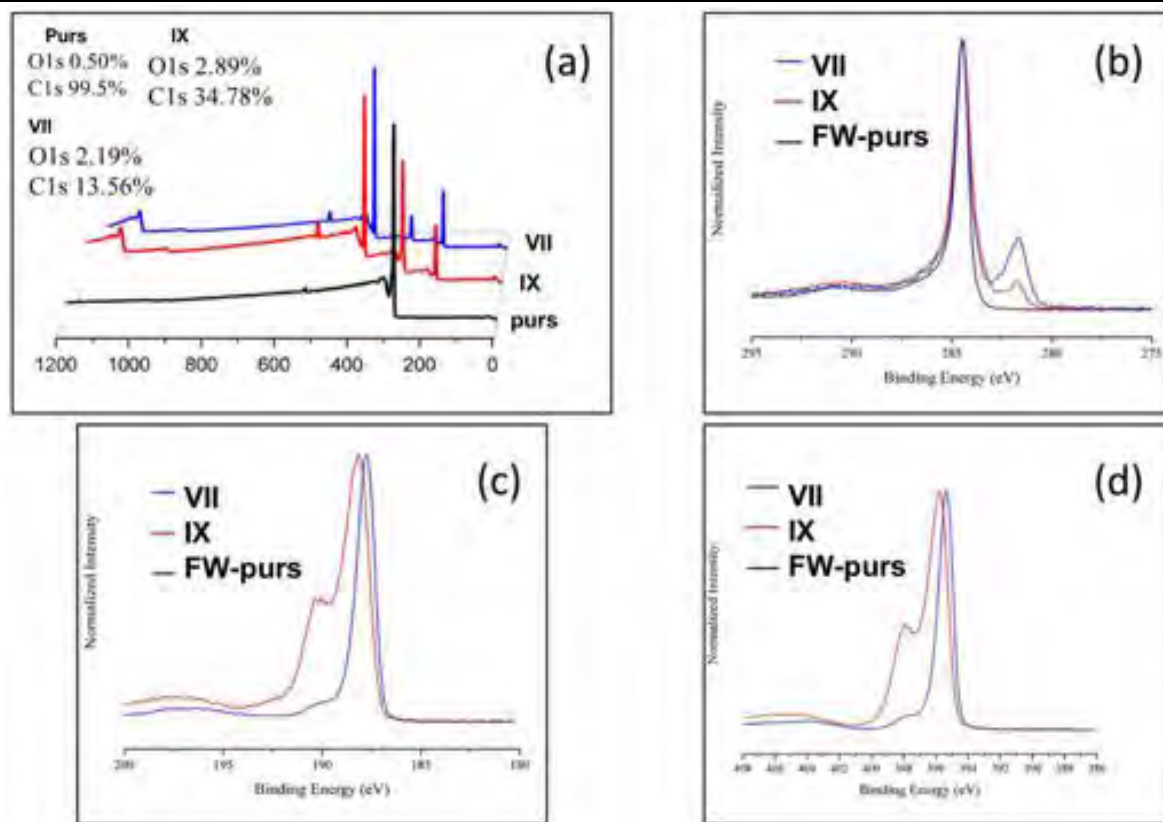 Purs IX
O1s 0.50% O1s 2.89%
C1s 99.5% C1s 34.78%
VII
O1s 2.19%
C1s 13.56%
(a)
VII
IX
purs
1200 1000 800 600 400 200 0
(b)
VII
IX
FW-purs
Normalized Intensity
295 290 285 280 275
Binding Energy (eV)
(c)
VII
IX
FW-purs
Normalized Intensity
200 195 190 185 180
Binding Energy (eV)
(d)
VII
IX
FW-purs
Normalized Intensity
Binding Energy (eV)